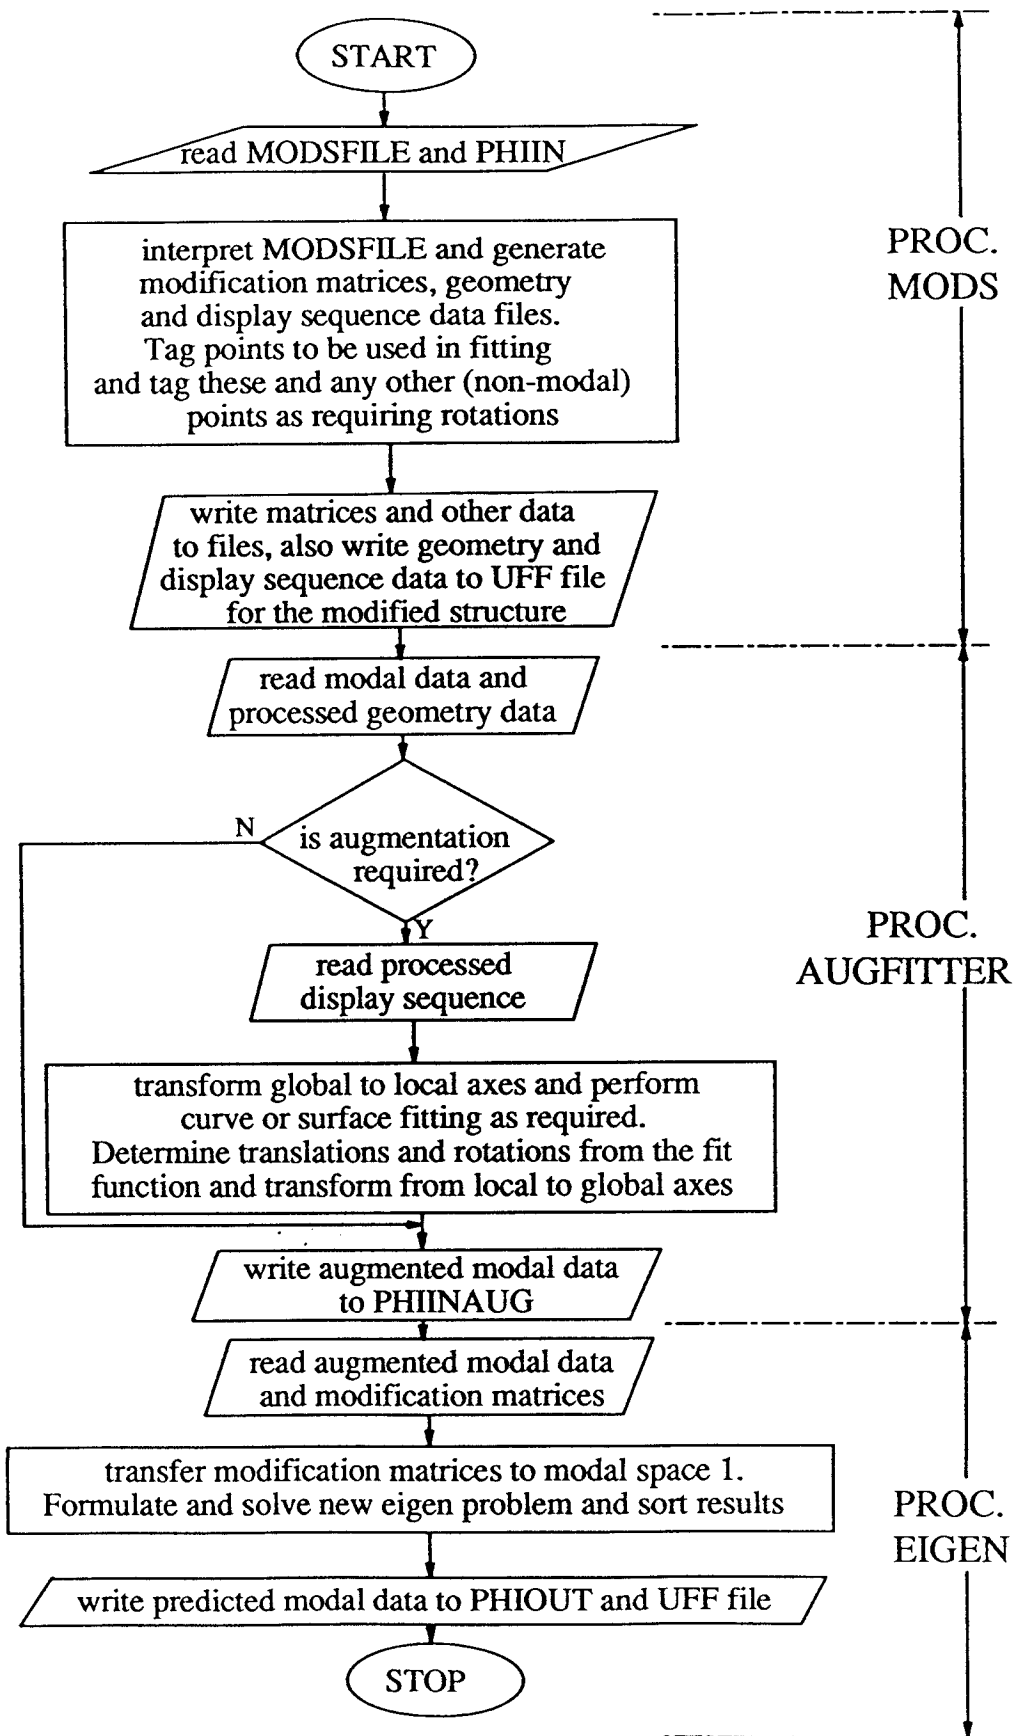 START
read MODSFILE and PHIIN
interpret MODSFILE and generate
modification matrices, geometry
and display sequence data files.
Tag points to be used in fitting
and tag these and any other (non-modal)
points as requiring rotations
PROC.
MODS
write matrices and other data
to files, also write geometry and
display sequence data to UFF file
for the modified structure
read modal data and
processed geometry data
N
is augmentation
required?
Y
read processed
display sequence
PROC.
AUGFITTER
transform global to local axes and perform
curve or surface fitting as required.
Determine translations and rotations from the fit
function and transform from local to global axes
write augmented modal data
to PHIINAUG
read augmented modal data
and modification matrices
transfer modification matrices to modal space 1.
Formulate and solve new eigen problem and sort results
PROC.
EIGEN
write predicted modal data to PHIOUT and UFF file
STOP